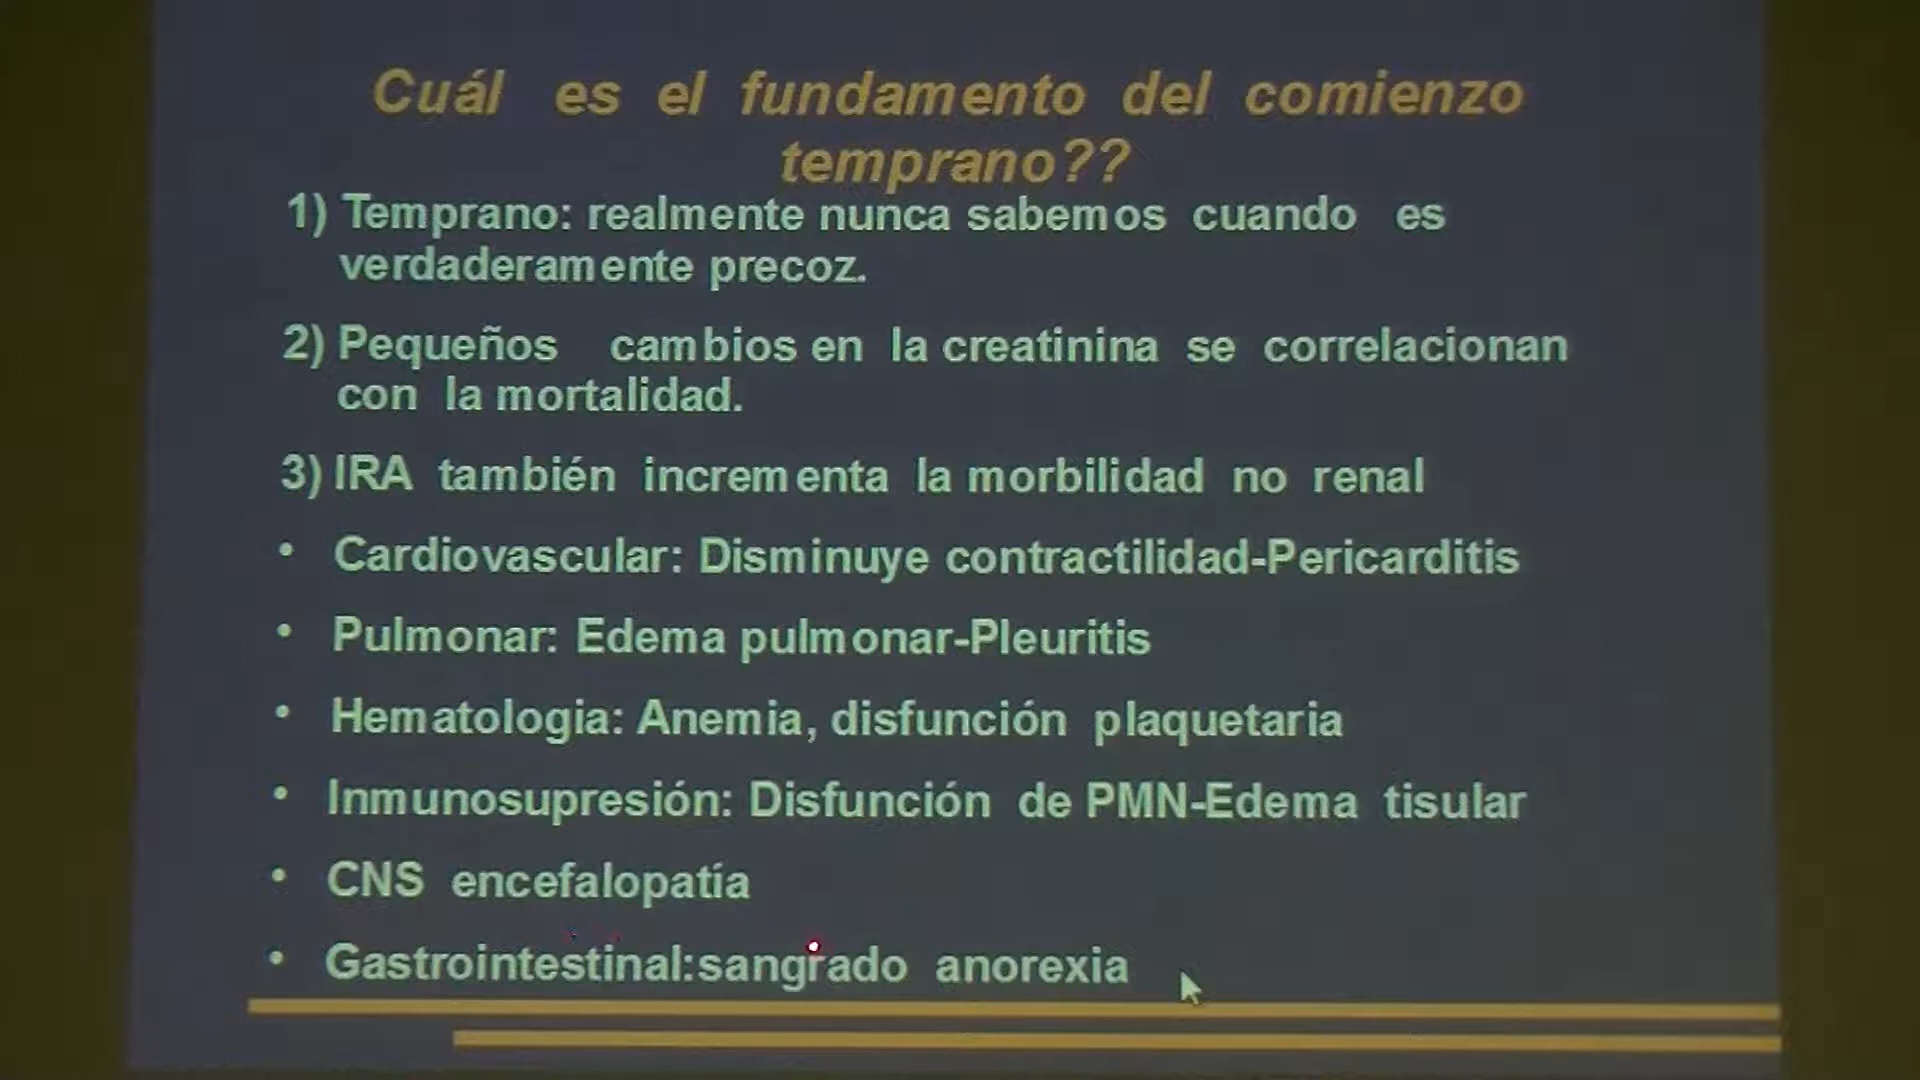 Cuál es el fundamento del comienzo
temprano??
1) Temprano: realmente nunca sabemos cuando es
verdaderamente precoz.
2) Pequeños cambios en la creatinina se correlacionan
con la mortalidad.
3) IRA también incrementa la morbilidad no renal
• Cardiovascular: Disminuye contractilidad-Pericarditis
• Pulmonar: Edema pulmonar-Pleuritis
• Hematologia: Anemia, disfunción plaquetaria
• Inmunosupresión: Disfunción de PMN-Edema tisular
• CNS encefalopatía
• Gastrointestinal:sangrado anorexia